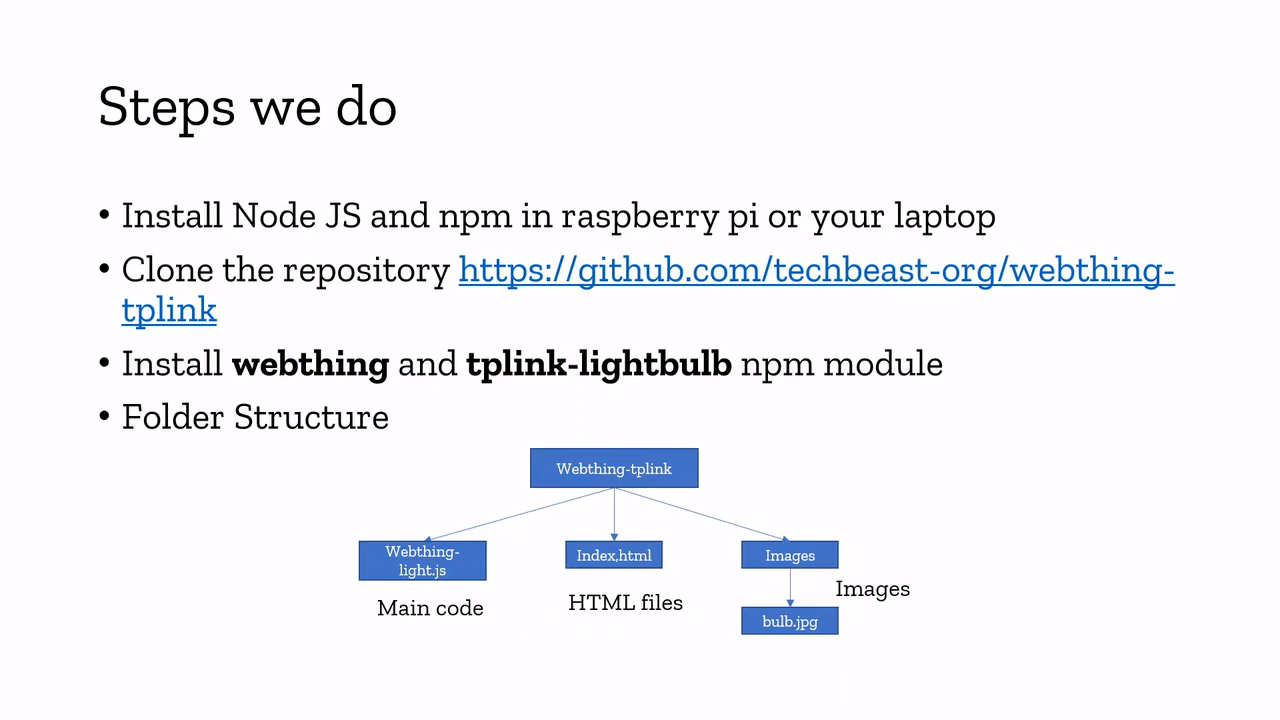 Steps we do
• Install Node JS and npm in raspberry pi or your laptop
• Clone the repository https://github.com/techbeast-org/webthing-
tplink
• Install webthing and tplink-lightbulb npm module
• Folder Structure
Webthing-tplink
Webthing-
light.js
Index,html
Images
Main code
HTML files
Images
bulb.jpg